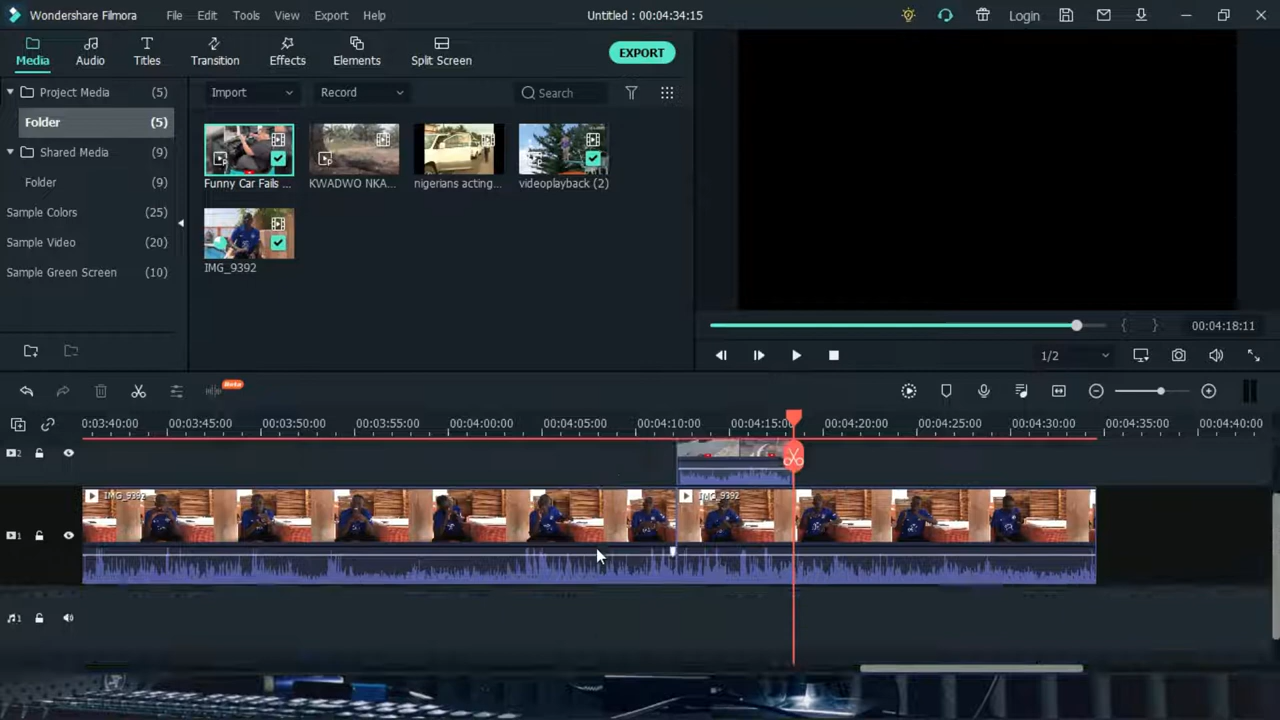 Wondershare Filmora File Edit Tools View Export Help Untitled : 00:04:34:15 Login
Media Audio Titles Transition Effects Elements Split Screen EXPORT
Project Media (5)
Folder (5)
Shared Media (9)
Folder (9)
Sample Colors (25)
Sample Video (20)
Sample Green Screen (10)
Import Record Search
Funny Car Fails ... KWADWO NKA... nigerians acting... videoplayback (2)
IMG_9392
00:04:18:11
1/2
Beta
0:03:40:00 00:03:45:00 00:03:50:00 00:03:55:00 00:04:00:00 00:04:05:00 00:04:10:00 00:04:15:00 00:04:20:00 00:04:25:00 00:04:30:00 00:04:35:00 00:04:40:00
2
IMG_9392 IMG_9392
1
1